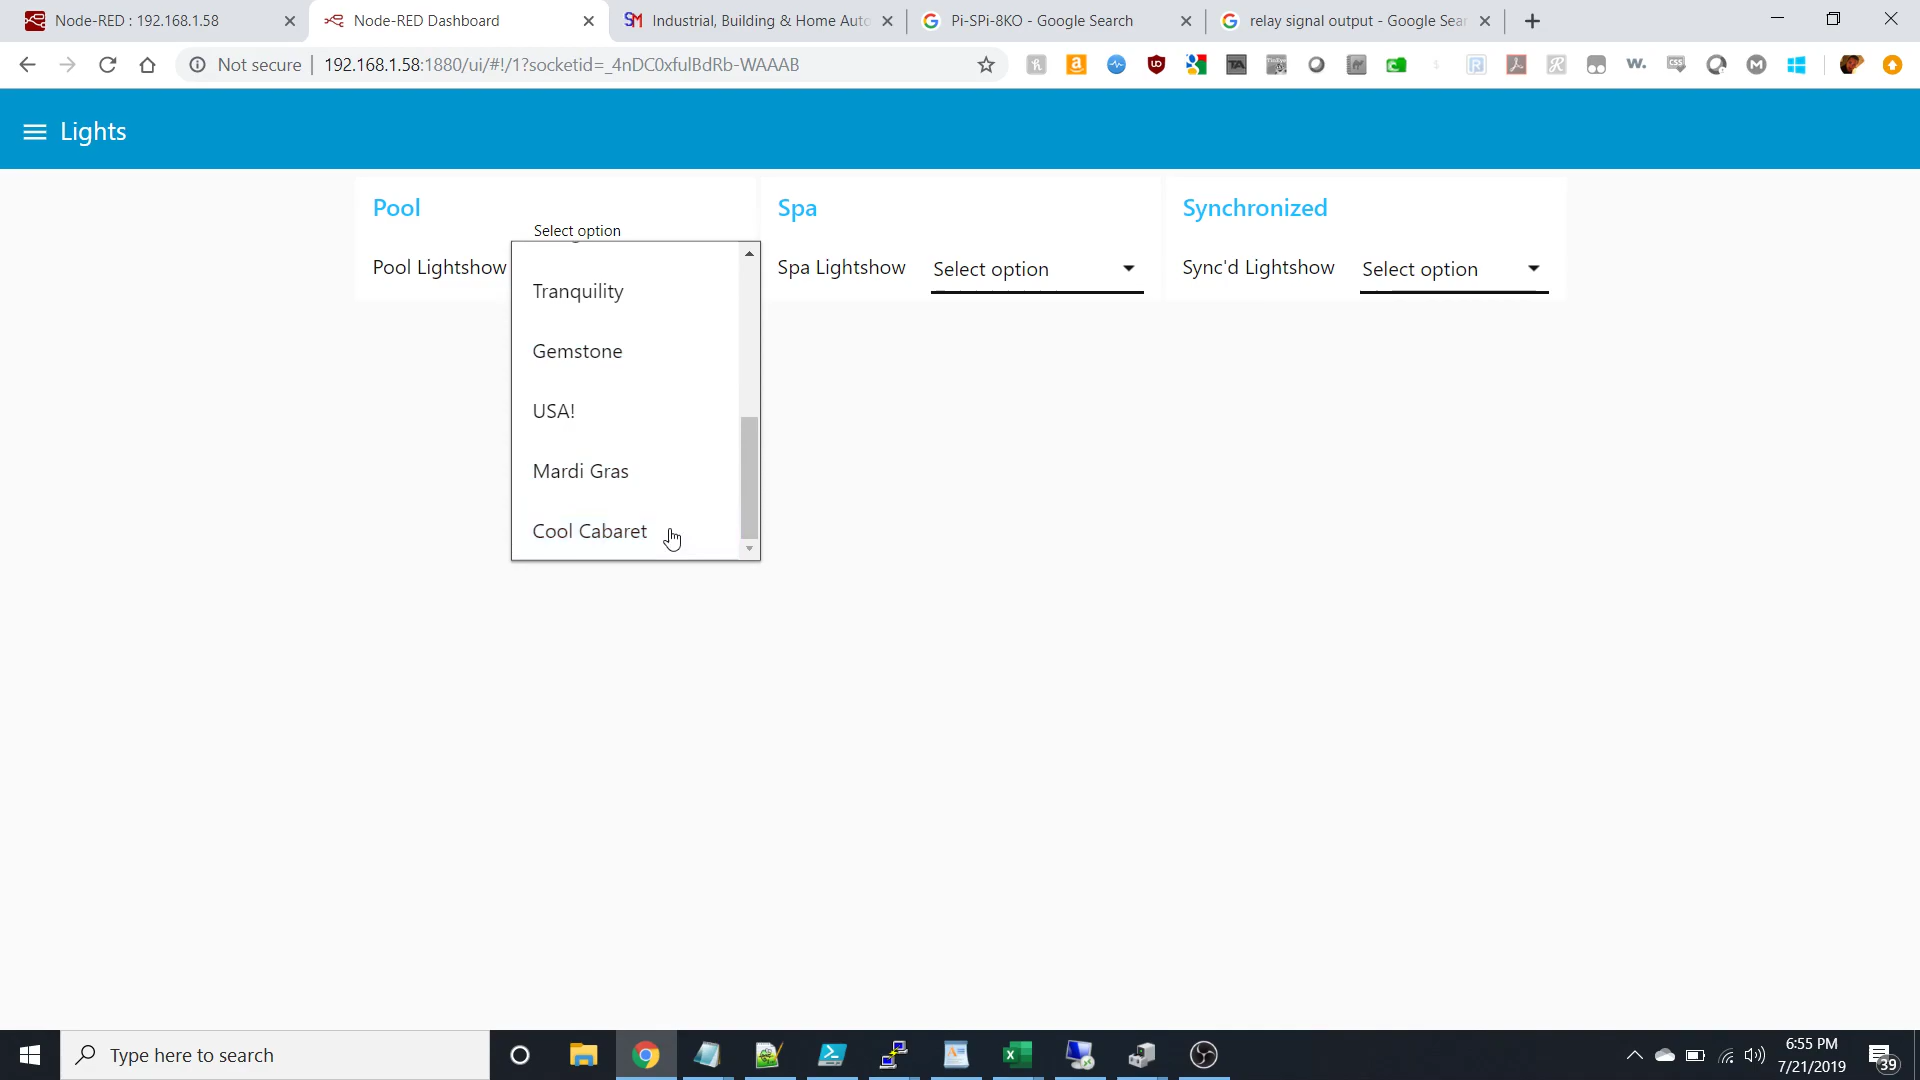 Node-RED : 192.168.1.58
Node-RED Dashboard
Industrial, Building & Home Auto
Pi-SPi-8KO - Google Search
relay signal output - Google Sear
Not secure
192.168.1.58:1880/ui/#!/1?socketid=_4nDC0xfulBdRb-WAAAB
Lights
Pool
Spa
Synchronized
Select option
Pool Lightshow
Spa Lightshow
Select option
Sync'd Lightshow
Select option
Tranquility
Gemstone
USA!
Mardi Gras
Cool Cabaret
Type here to search
6:55 PM
7/21/2019
39